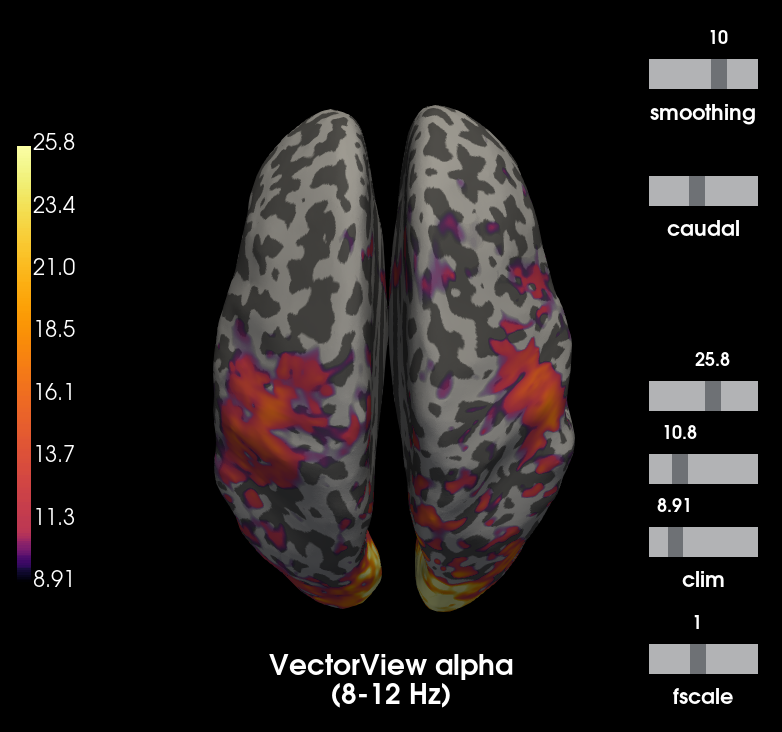 25.8
23.4
21.0
18.5
16.1
13.7
11.3
8.91
10
smoothing
caudal
25.8
10.8
8.91
clim
1
fscale
VectorView alpha
(8-12 Hz)